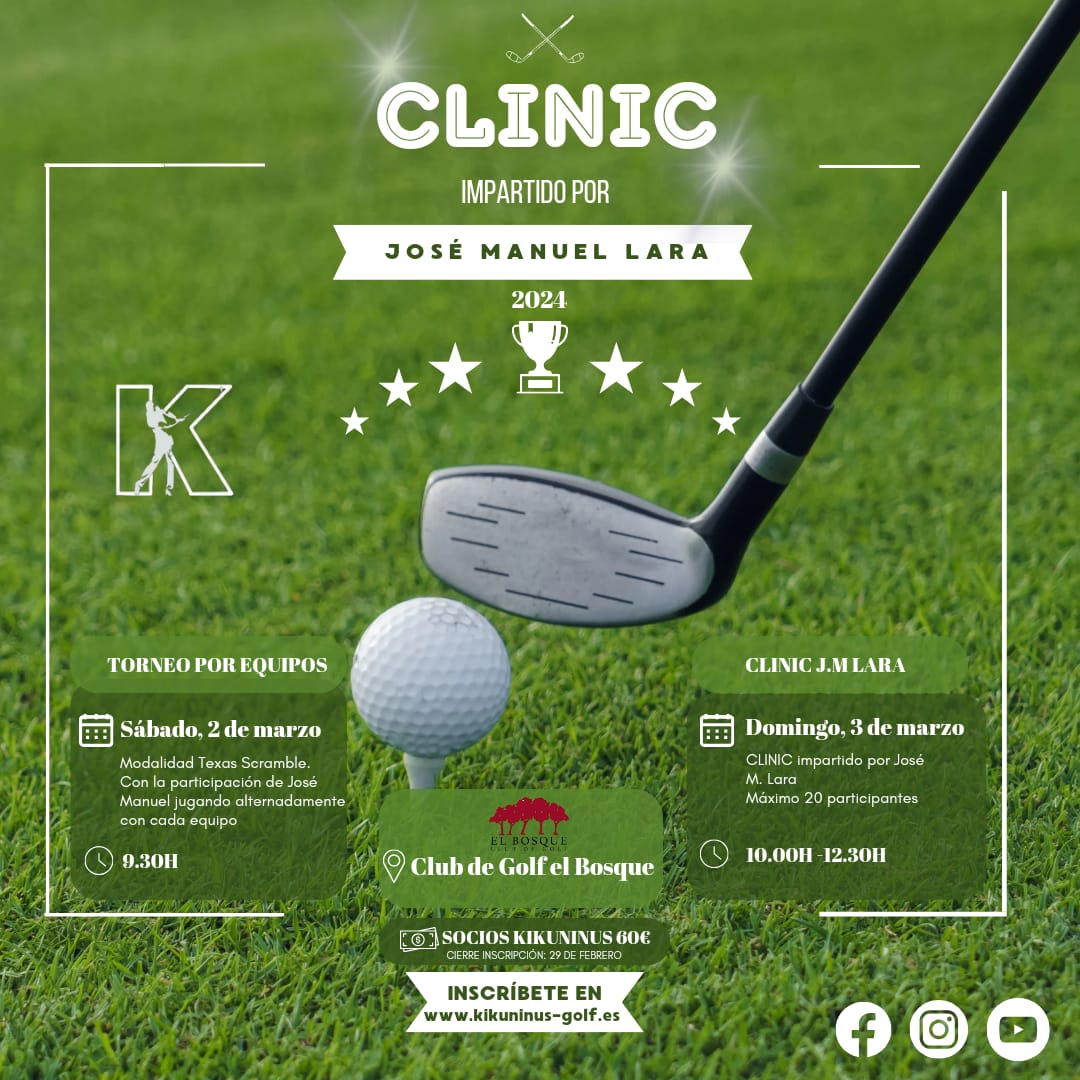 CLINIC
IMPARTIDO POR
JOSÉ MANUEL LARA
2024
K
TORNEO POR EQUIPOS
Sábado, 2 de marzo
Modalidad Texas Scramble.
Con la participación de José
Manuel jugando alternadamente
con cada equipo
9.30H
CLINIC J.M LARA
Domingo, 3 de marzo
CLINIC impartido por José
M. Lara
Máximo 20 participantes
10.00H -12.30H
EL BOSQUE
CLUB DE GOLF
Club de Golf el Bosque
SOCIOS KIKUNINUS 60€
CIERRE INSCRIPCIÓN: 29 DE FEBRERO
INSCRÍBETE EN
www.kikuninus-golf.es